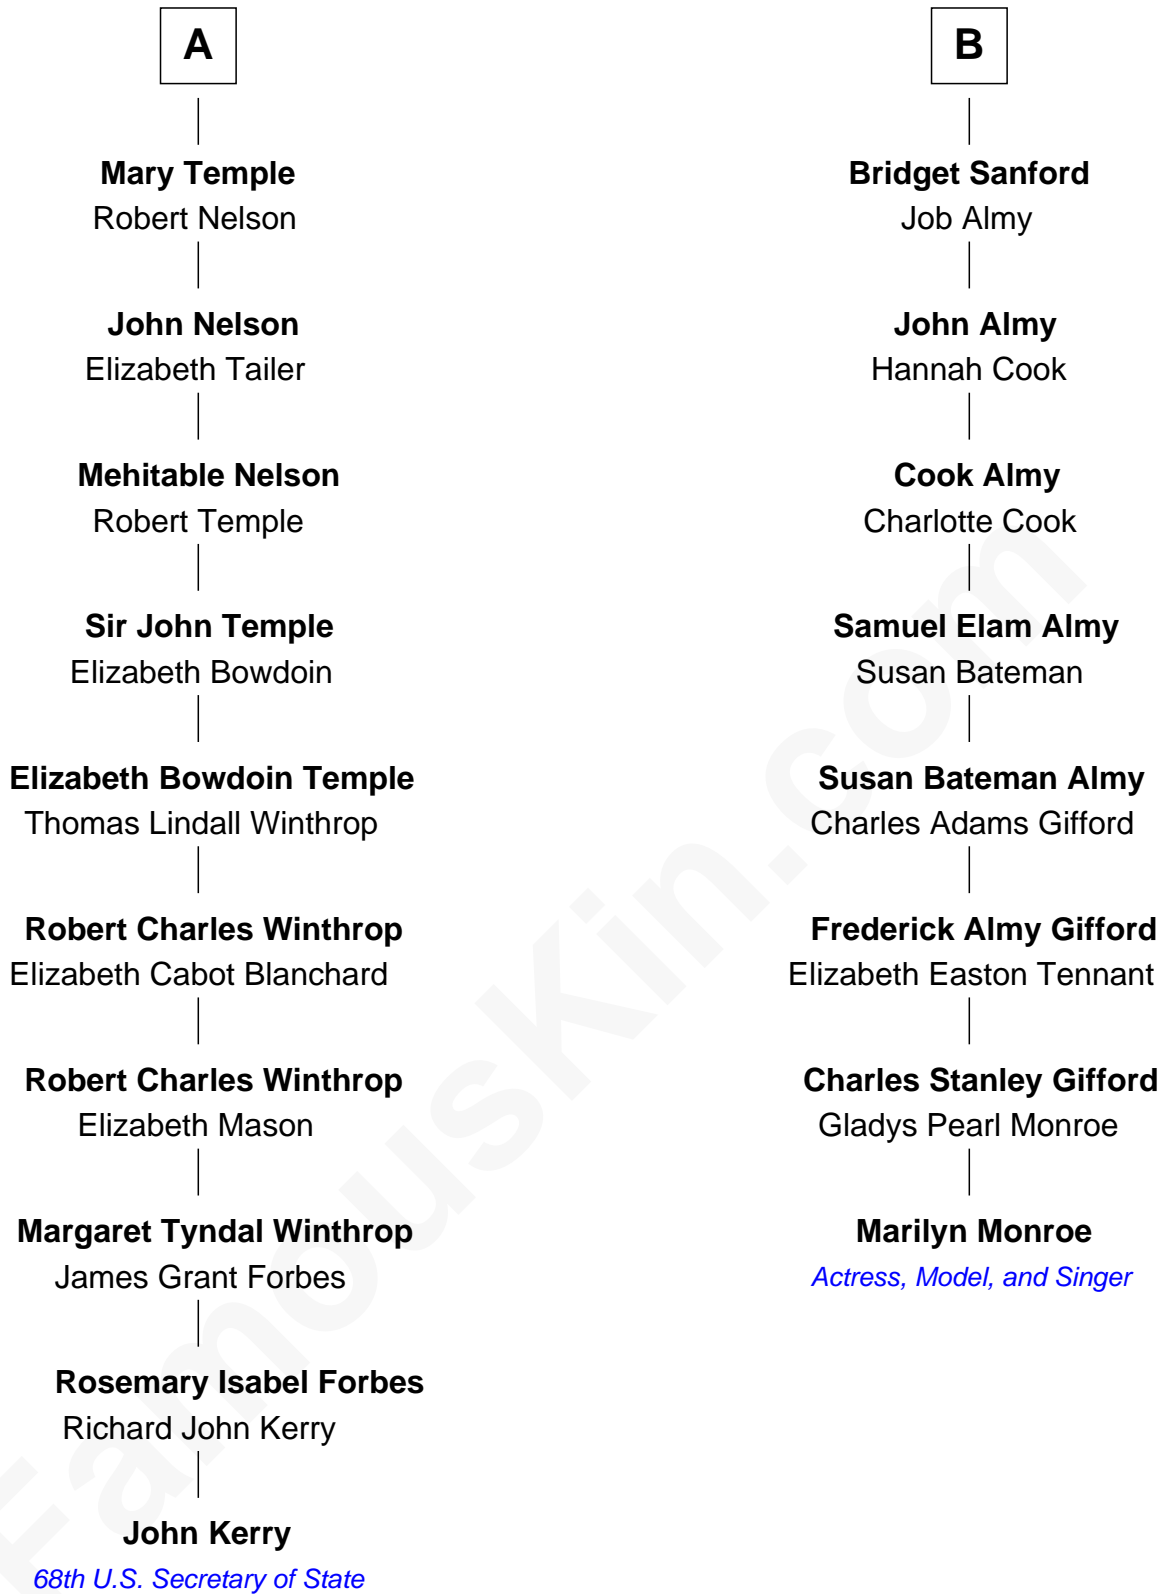 A
Mary Temple
Robert Nelson
John Nelson
Elizabeth Tailer
Mehitable Nelson
Robert Temple
Sir John Temple
Elizabeth Bowdoin
Elizabeth Bowdoin Temple
Thomas Lindall Winthrop
Robert Charles Winthrop
Elizabeth Cabot Blanchard
Robert Charles Winthrop
Elizabeth Mason
Margaret Tyndal Winthrop
James Grant Forbes
Rosemary Isabel Forbes
Richard John Kerry
John Kerry
68th U.S. Secretary of State
B
Bridget Sanford
Job Almy
John Almy
Hannah Cook
Cook Almy
Charlotte Cook
Samuel Elam Almy
Susan Bateman
Susan Bateman Almy
Charles Adams Gifford
Frederick Almy Gifford
Elizabeth Easton Tennant
Charles Stanley Gifford
Gladys Pearl Monroe
Marilyn Monroe
Actress, Model, and Singer
FamousKin.com